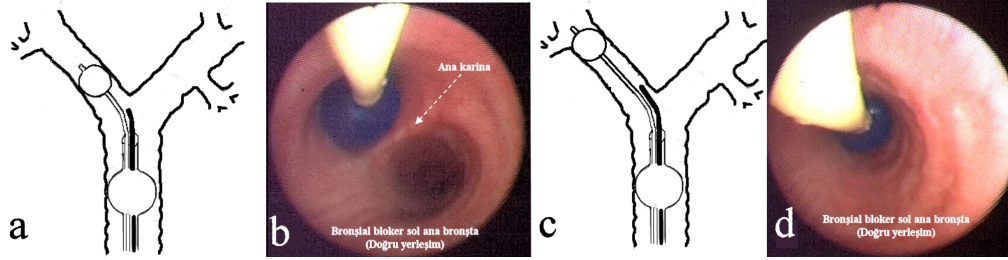 a
b
Ana karina
Bronşial bloker sol ana bronşta
(Doğru yerleşim)
c
d
Bronşial bloker sol ana bronşta
(Doğru yerleşim)